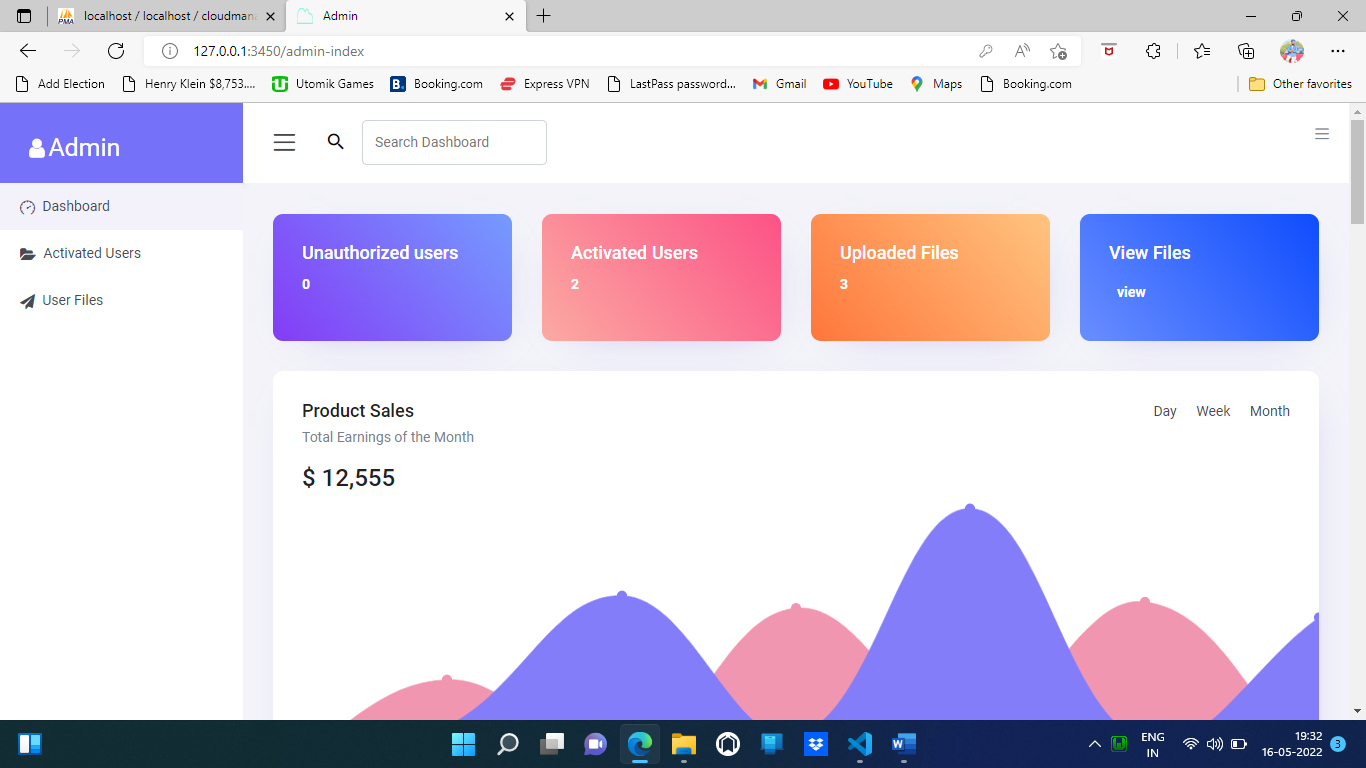 localhost / localhost / cloudmana
Admin
127.0.0.1:3450/admin-index
Add Election
Henry Klein $8,753....
Utomik Games
Booking.com
Express VPN
LastPass password...
Gmail
YouTube
Maps
Booking.com
Other favorites
Admin
Search Dashboard
Dashboard
Activated Users
User Files
Unauthorized users
0
Activated Users
2
Uploaded Files
3
View Files
view
Product Sales
Day Week Month
Total Earnings of the Month
$ 12,555
ENG
IN
19:32
16-05-2022
3